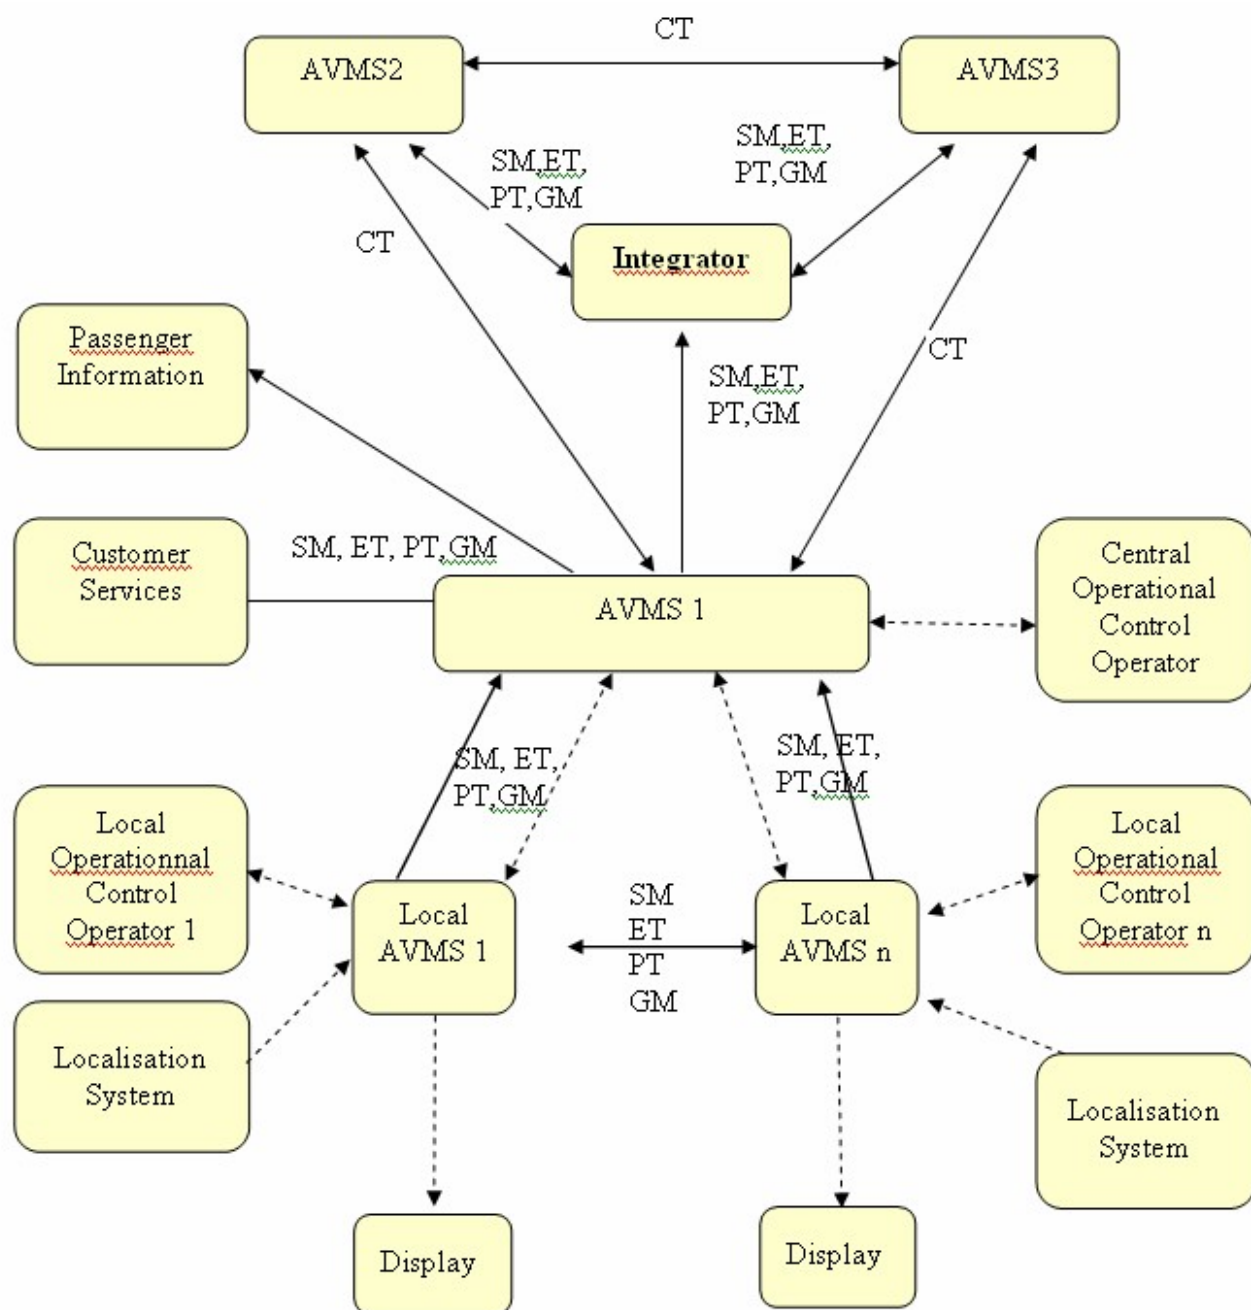 CT
AVMS2
AVMS3
SM,ET,
PT,GM
SM,ET,
PT,GM
CT
Integrator
CT
Passenger
Information
SM,ET,
PT,GM
Customer
Services
SM, ET, PT,GM
AVMS 1
Central
Operational
Control
Operator
SM, ET,
PT,GM
SM, ET,
PT,GM
Local
Operationnal
Control
Operator 1
Local
AVMS 1
SM
ET
PT
GM
Local
AVMS n
Local
Operational
Control
Operator n
Localisation
System
Localisation
System
Display
Display